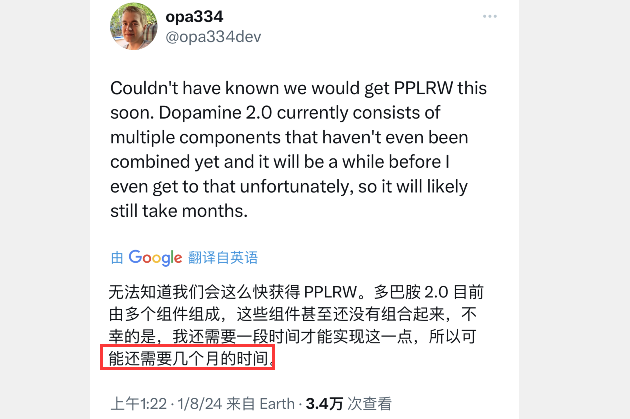 opa334
@opa334dev
Couldn't have known we would get PPLRW this
soon. Dopamine 2.0 currently consists of
multiple components that haven't even been
combined yet and it will be a while before I
even get to that unfortunately, so it will likely
still take months.
由 Google 翻译自英语
无法知道我们会这么快获得 PPLRW。多巴胺 2.0 目前
由多个组件组成，这些组件甚至还没有组合起来，不
幸的是，我还需要一段时间才能实现这一点，所以可
能还需要几个月的时间。
上午1:22 · 1/8/24 来自 Earth · 3.4万 次查看